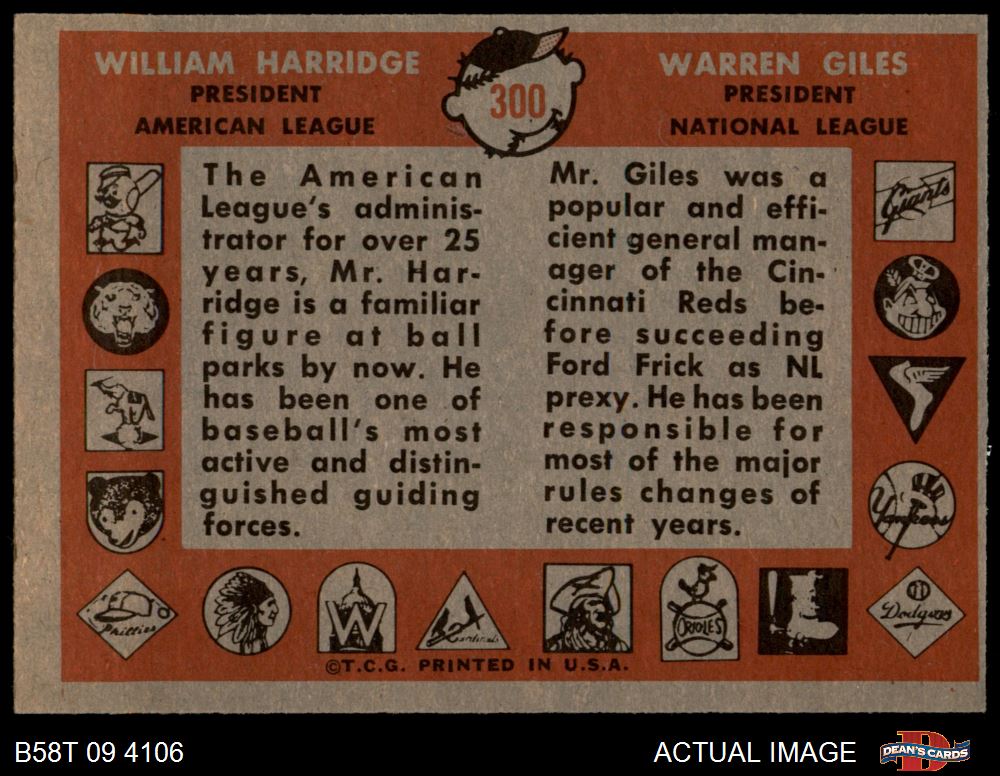 WILLIAM HARRIDGE
PRESIDENT
AMERICAN LEAGUE
300
WARREN GILES
PRESIDENT
NATIONAL LEAGUE
The American
League's adminis-
trator for over 25
years, Mr. Har-
ridge is a familiar
figure at ball
parks by now. He
has been one of
baseball's most
active and distin-
guished guiding
forces.
Mr. Giles was a
popular and effi-
cient general man-
ager of the Cin-
cinnati Reds be-
fore succeeding
Ford Frick as NL
prexy. He has been
responsible for
most of the major
rules changes of
recent years.
Giants
Yankees
Phillies
W
Cardinals
ORIOLES
Dodgers
©T.C.G. PRINTED IN U.S.A.
B58T 09 4106
ACTUAL IMAGE
DEAN'S CARDS